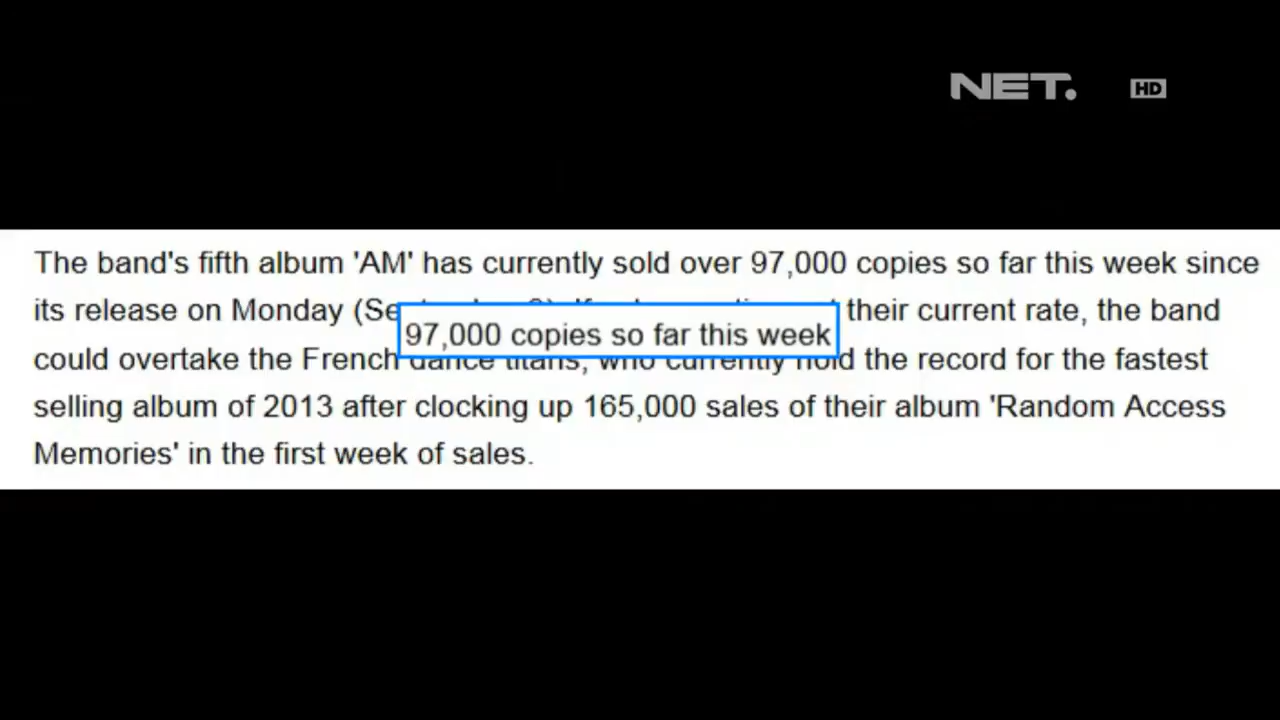 NET.
HD
The band's fifth album 'AM' has currently sold over 97,000 copies so far this week since
its release on Monday (Se their current rate, the band
97,000 copies so far this week
could overtake the French dance titans, who currently hold the record for the fastest
selling album of 2013 after clocking up 165,000 sales of their album 'Random Access
Memories' in the first week of sales.